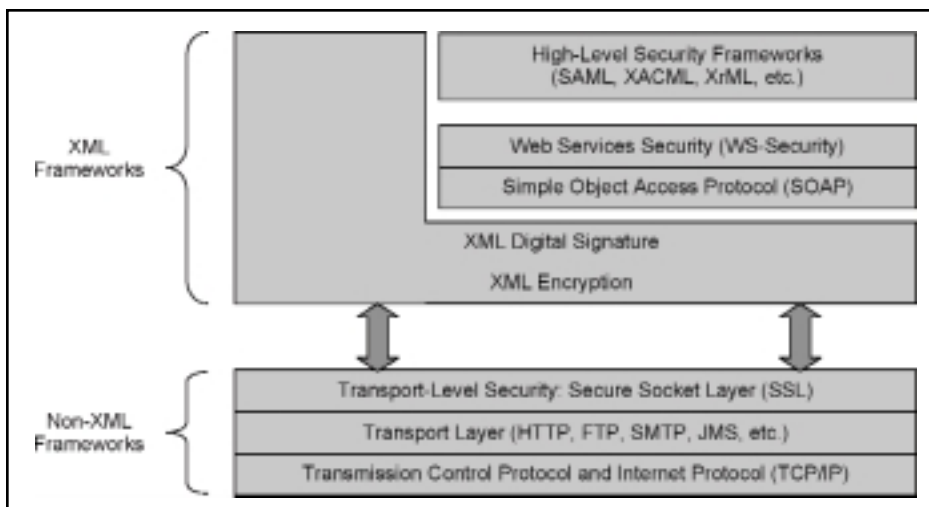 High-Level Security Frameworks
(SAML, XACML, XrML, etc.)
XML
Frameworks
Web Services Security (WS-Security)
Simple Object Access Protocol (SOAP)
XML Digital Signature
XML Encryption
Non-XML
Frameworks
Transport-Level Security: Secure Socket Layer (SSL)
Transport Layer (HTTP, FTP, SMTP, JMS, etc.)
Transmission Control Protocol and Internet Protocol (TCP/IP)